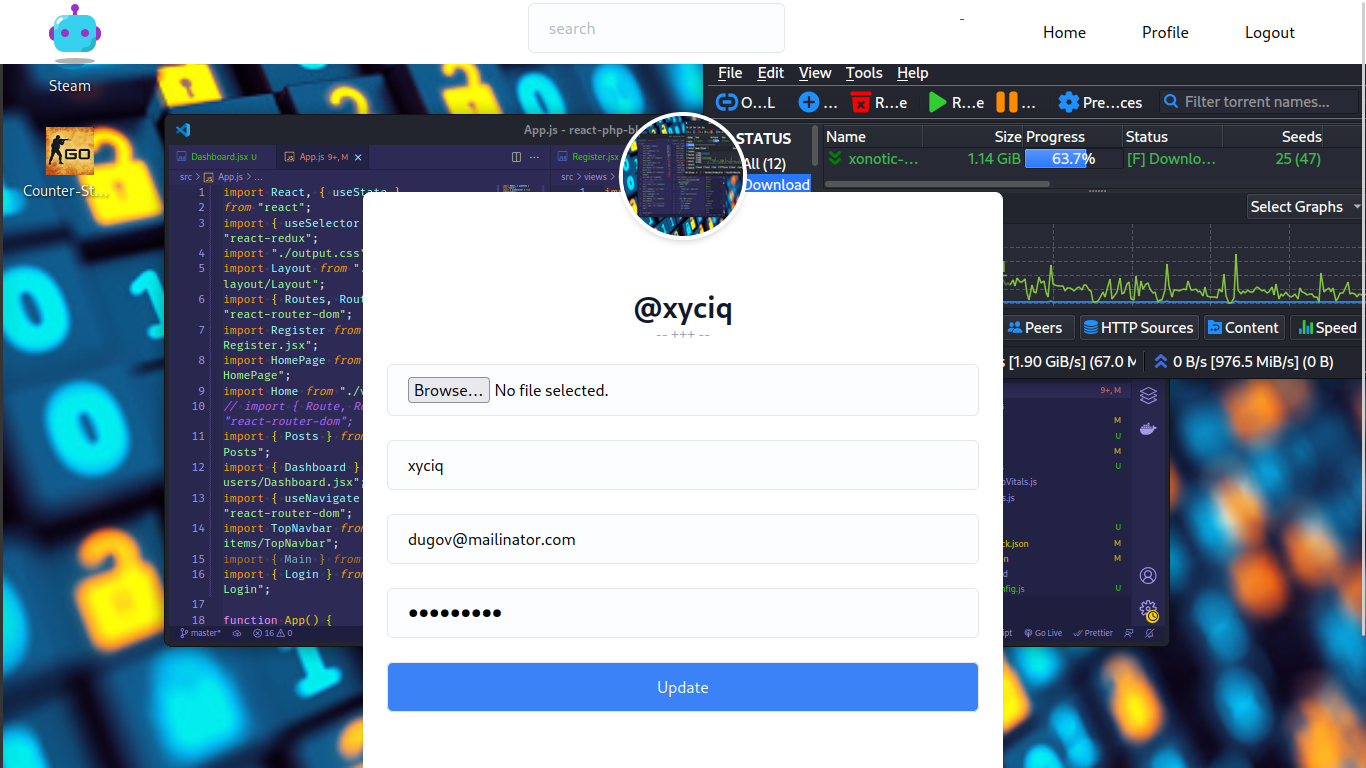 search
-
Home
Profile
Logout
Steam
GO
Counter-St...
File Edit View Tools Help
O...L
...
R...e
R...e
...
Pre...ces
Filter torrent names...
STATUS
All (12)
Download
Name Size Progress Status Seeds
xonotic-... 1.14 GiB 63.7% [F] Downlo... 25 (47)
Select Graphs
Peers
HTTP Sources
Content
Speed
[1.90 GiB/s] (67.0 M
0 B/s [976.5 MiB/s] (0 B)
App.js - react-php-bl
Dashboard.jsx U
App.js 9+, M
Register.jsx
src > App.js > ...
src > views >
1 import React, { useState }
from "react";
2
3 import { useSelector
"react-redux";
4 import "./output.css"
5 import Layout from ".
layout/Layout";
6 import { Routes, Rout
"react-router-dom";
7 import Register from
Register.jsx";
8 import HomePage from
HomePage";
9 import Home from "./v
10 // import { Route, Ro
"react-router-dom";
11 import { Posts } from
Posts";
12 import { Dashboard }
users/Dashboard.jsx";
13 import { useNavigate
"react-router-dom";
14 import TopNavbar from
items/TopNavbar";
15 import { Main } from
16 import { Login } from
Login";
17
18 function App() {
master*
16
0
1
@xyciq
-- +++ --
Browse... No file selected.
xyciq
dugov@mailinator.com
•••••••••
Update
9+, M
M
U
M
U
Vitals.js
s.js
U
ck.json M
M
nfig.js U
Go Live
Prettier